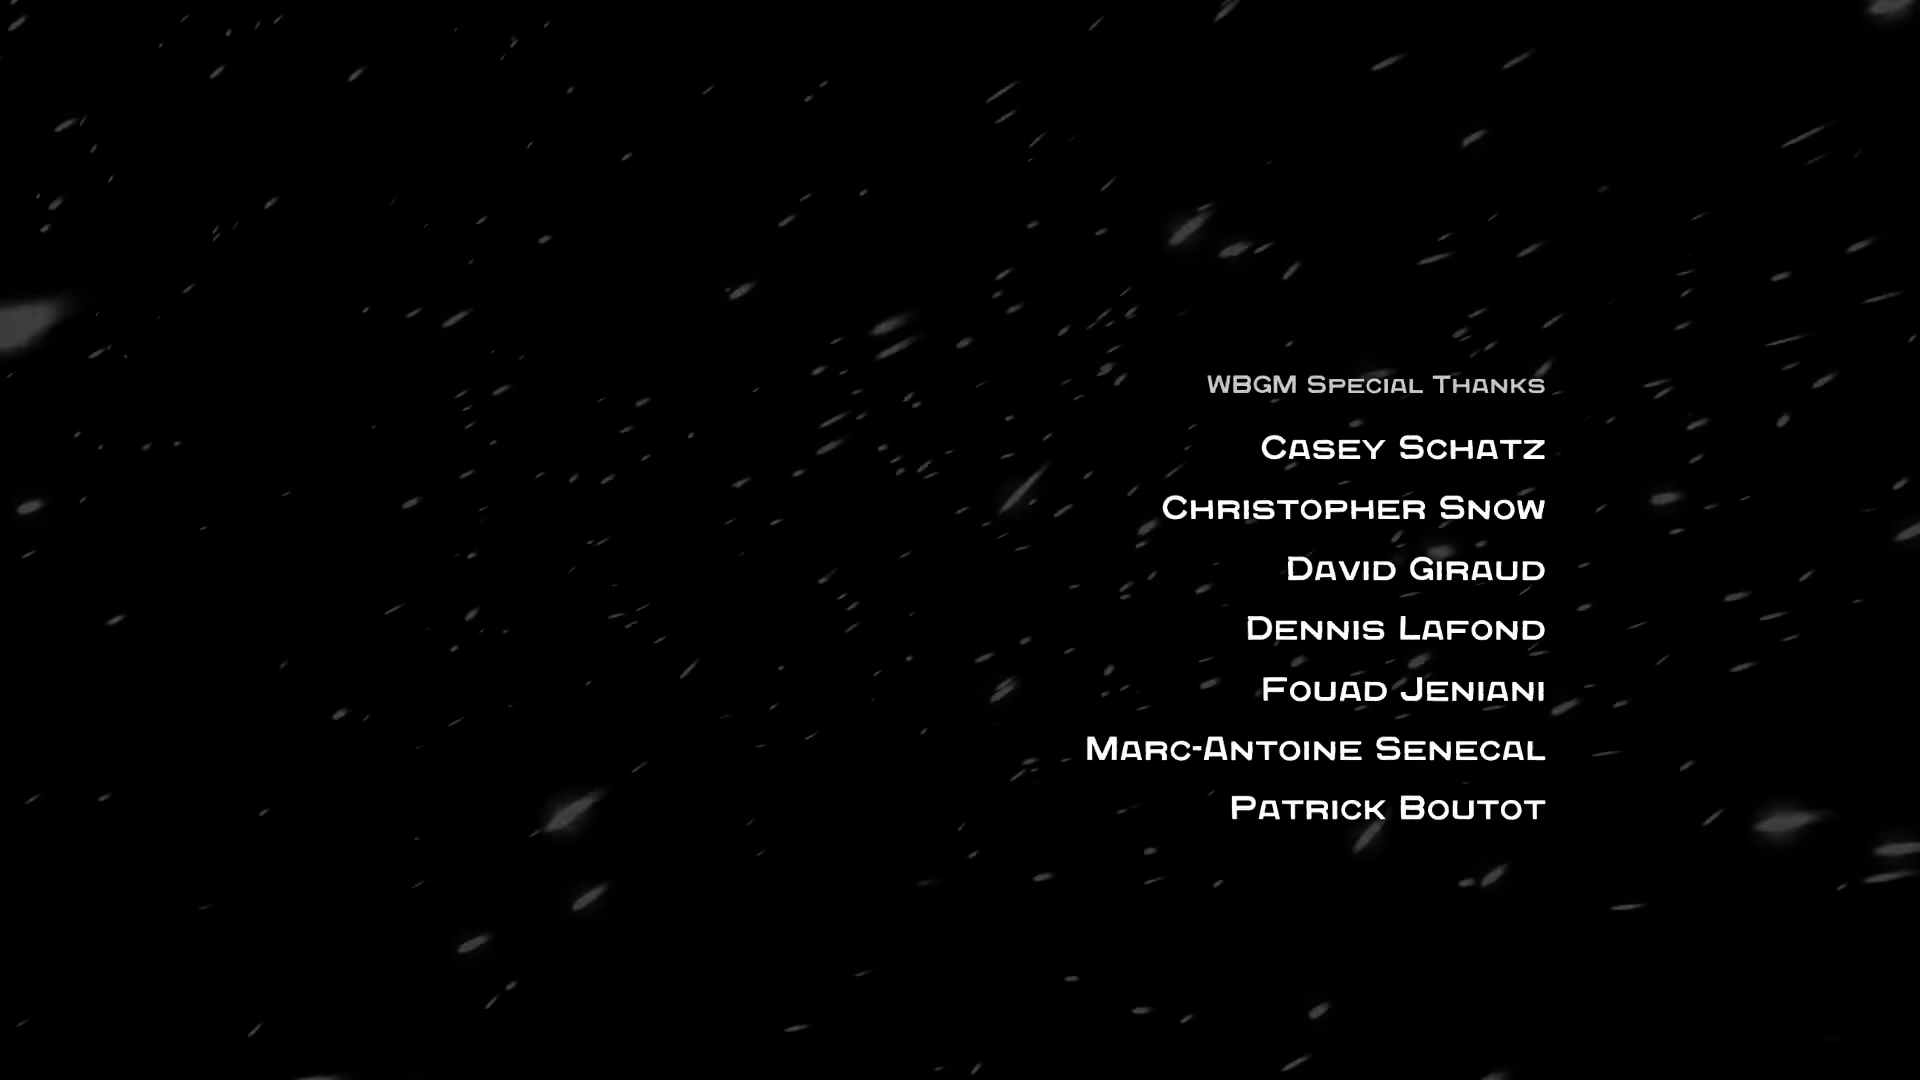 WBGM Special Thanks
Casey Schatz
Christopher Snow
David Giraud
Dennis Lafond
Fouad Jeniani
Marc-Antoine Senecal
Patrick Boutot